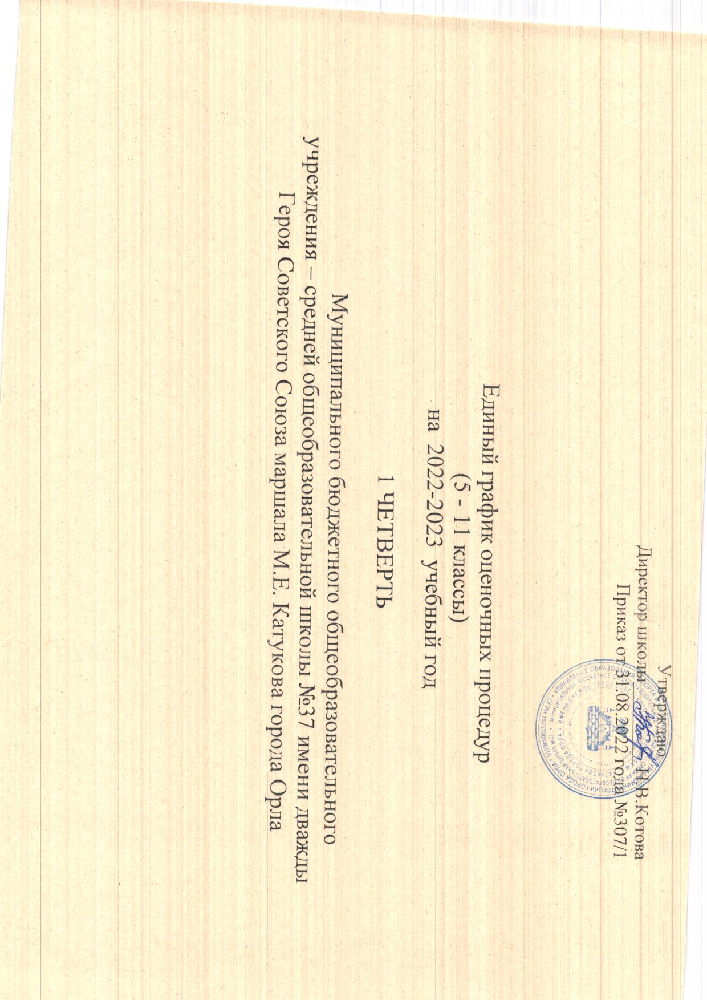 Утверждаю
Директор школы Н.В.Котова
Приказ от 31.08.2022 года №307/1
Единый график оценочных процедур
(5 - 11 классы)
на 2022-2023 учебный год
1 ЧЕТВЕРТЬ
Муниципального бюджетного общеобразовательного
учреждения – средней общеобразовательной школы №37 имени дважды
Героя Советского Союза маршала М.Е. Катукова города Орла